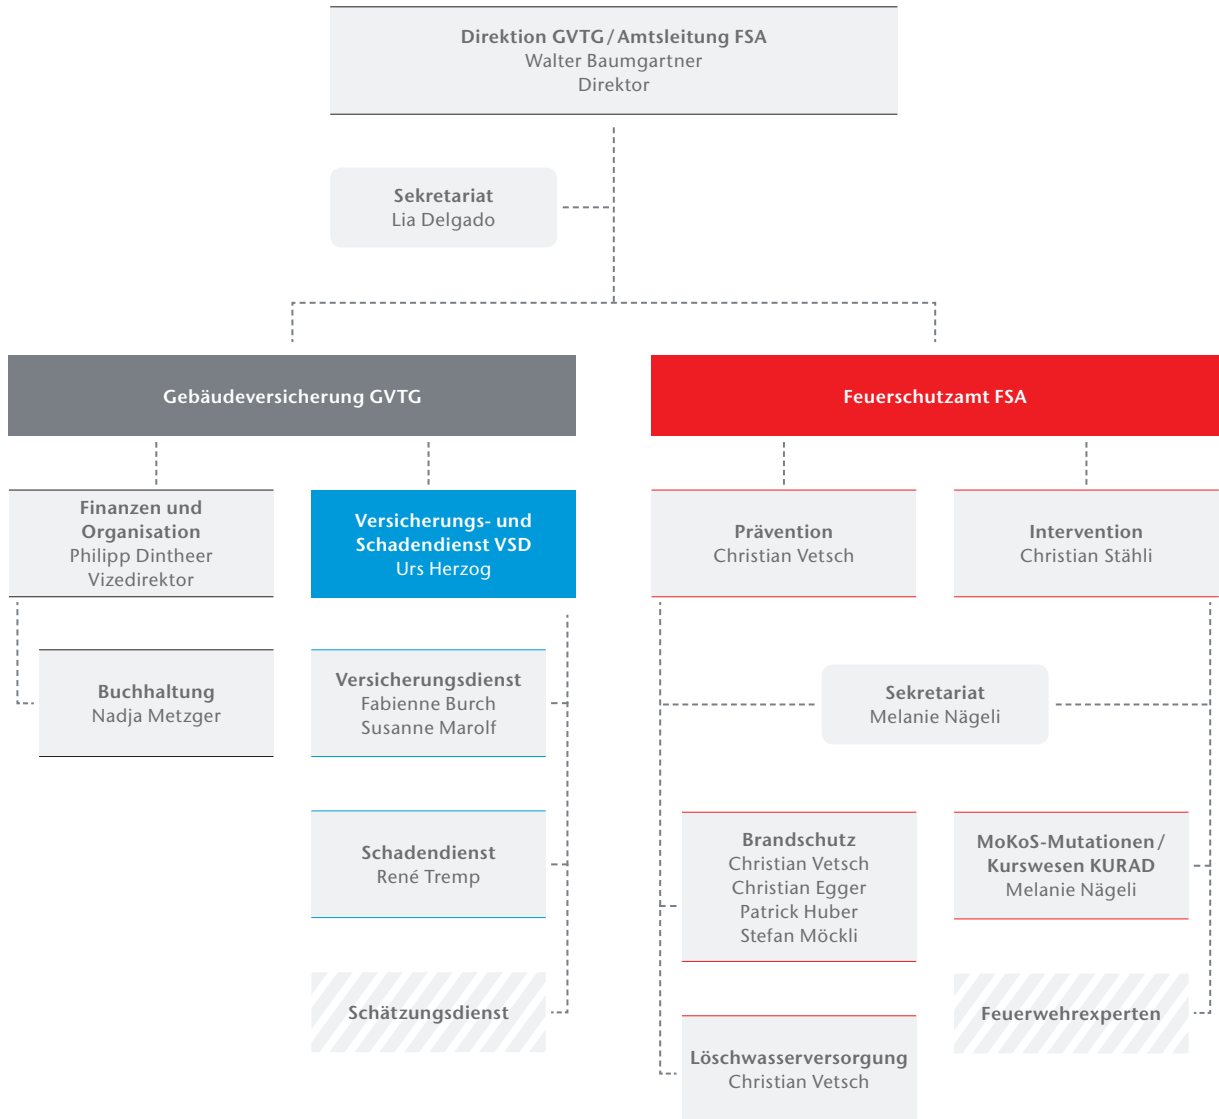 Direktion GVTG / Amtsleitung FSA
Walter Baumgartner
Direktor
Sekretariat
Lia Delgado
Gebäudeversicherung GVTG
Feuerschutzamt FSA
Finanzen und
Organisation
Philipp Dintheer
Vizedirektor
Versicherungs- und
Schadendienst VSD
Urs Herzog
Prävention
Christian Vetsch
Intervention
Christian Stähli
Buchhaltung
Nadja Metzger
Versicherungsdienst
Fabienne Burch
Susanne Marolf
Sekretariat
Melanie Nägeli
Schadendienst
René Tremp
Brandschutz
Christian Vetsch
Christian Egger
Patrick Huber
Stefan Möckli
MoKoS-Mutationen /
Kurswesen KURAD
Melanie Nägeli
Schätzungsdienst
Feuerwehrexperten
Löschwasserversorgung
Christian Vetsch